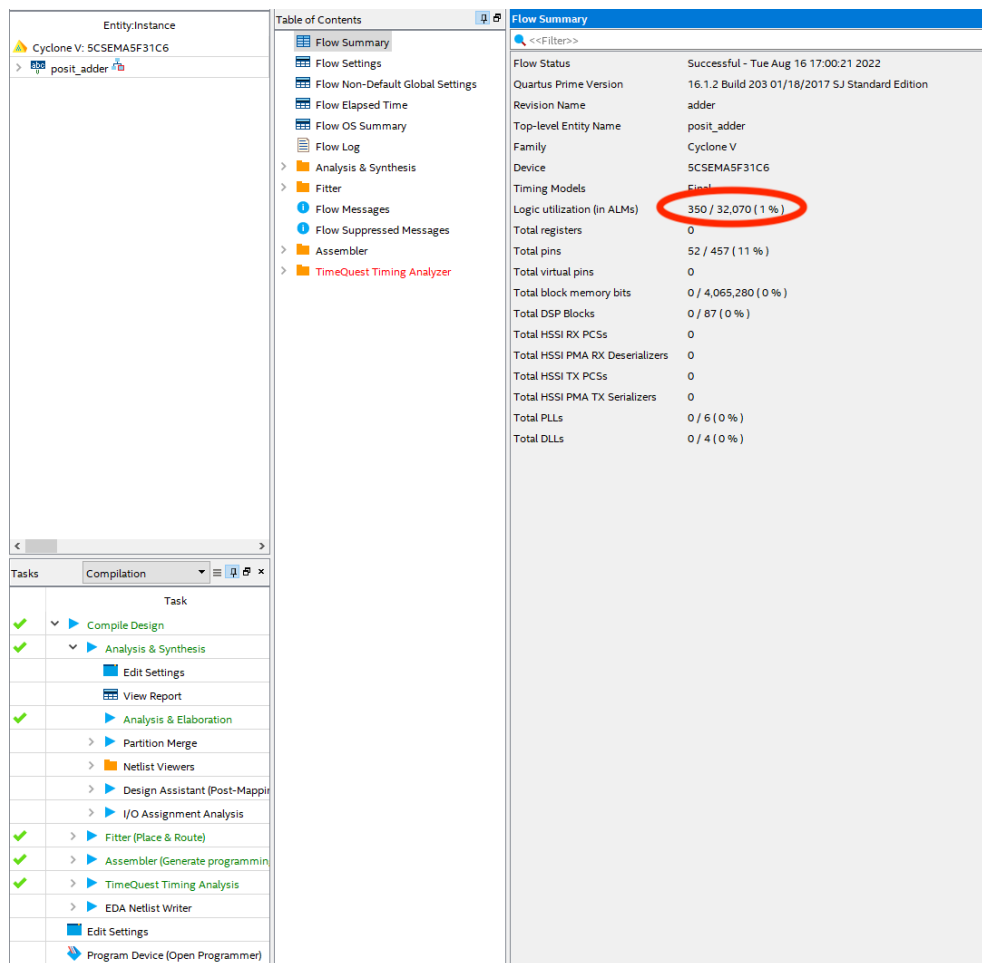 Entity:Instance
Cyclone V: 5CSEMA5F31C6
posit_adder
Table of Contents
Flow Summary
Flow Settings
Flow Non-Default Global Settings
Flow Elapsed Time
Flow OS Summary
Flow Log
Analysis & Synthesis
Fitter
Flow Messages
Flow Suppressed Messages
Assembler
TimeQuest Timing Analyzer
Flow Summary
<<Filter>>
Flow Status Successful - Tue Aug 16 17:00:21 2022
Quartus Prime Version 16.1.2 Build 203 01/18/2017 SJ Standard Edition
Revision Name adder
Top-level Entity Name posit_adder
Family Cyclone V
Device 5CSEMA5F31C6
Timing Models Final
Logic utilization (in ALMs) 350 / 32,070 ( 1 % )
Total registers 0
Total pins 52 / 457 ( 11 % )
Total virtual pins 0
Total block memory bits 0 / 4,065,280 ( 0 % )
Total DSP Blocks 0 / 87 ( 0 % )
Total HSSI RX PCSs 0
Total HSSI PMA RX Deserializers 0
Total HSSI TX PCSs 0
Total HSSI PMA TX Serializers 0
Total PLLs 0 / 6 ( 0 % )
Total DLLs 0 / 4 ( 0 % )
Tasks Compilation
Task
Compile Design
Analysis & Synthesis
Edit Settings
View Report
Analysis & Elaboration
Partition Merge
Netlist Viewers
Design Assistant (Post-Mappin
I/O Assignment Analysis
Fitter (Place & Route)
Assembler (Generate programmin
TimeQuest Timing Analysis
EDA Netlist Writer
Edit Settings
Program Device (Open Programmer)